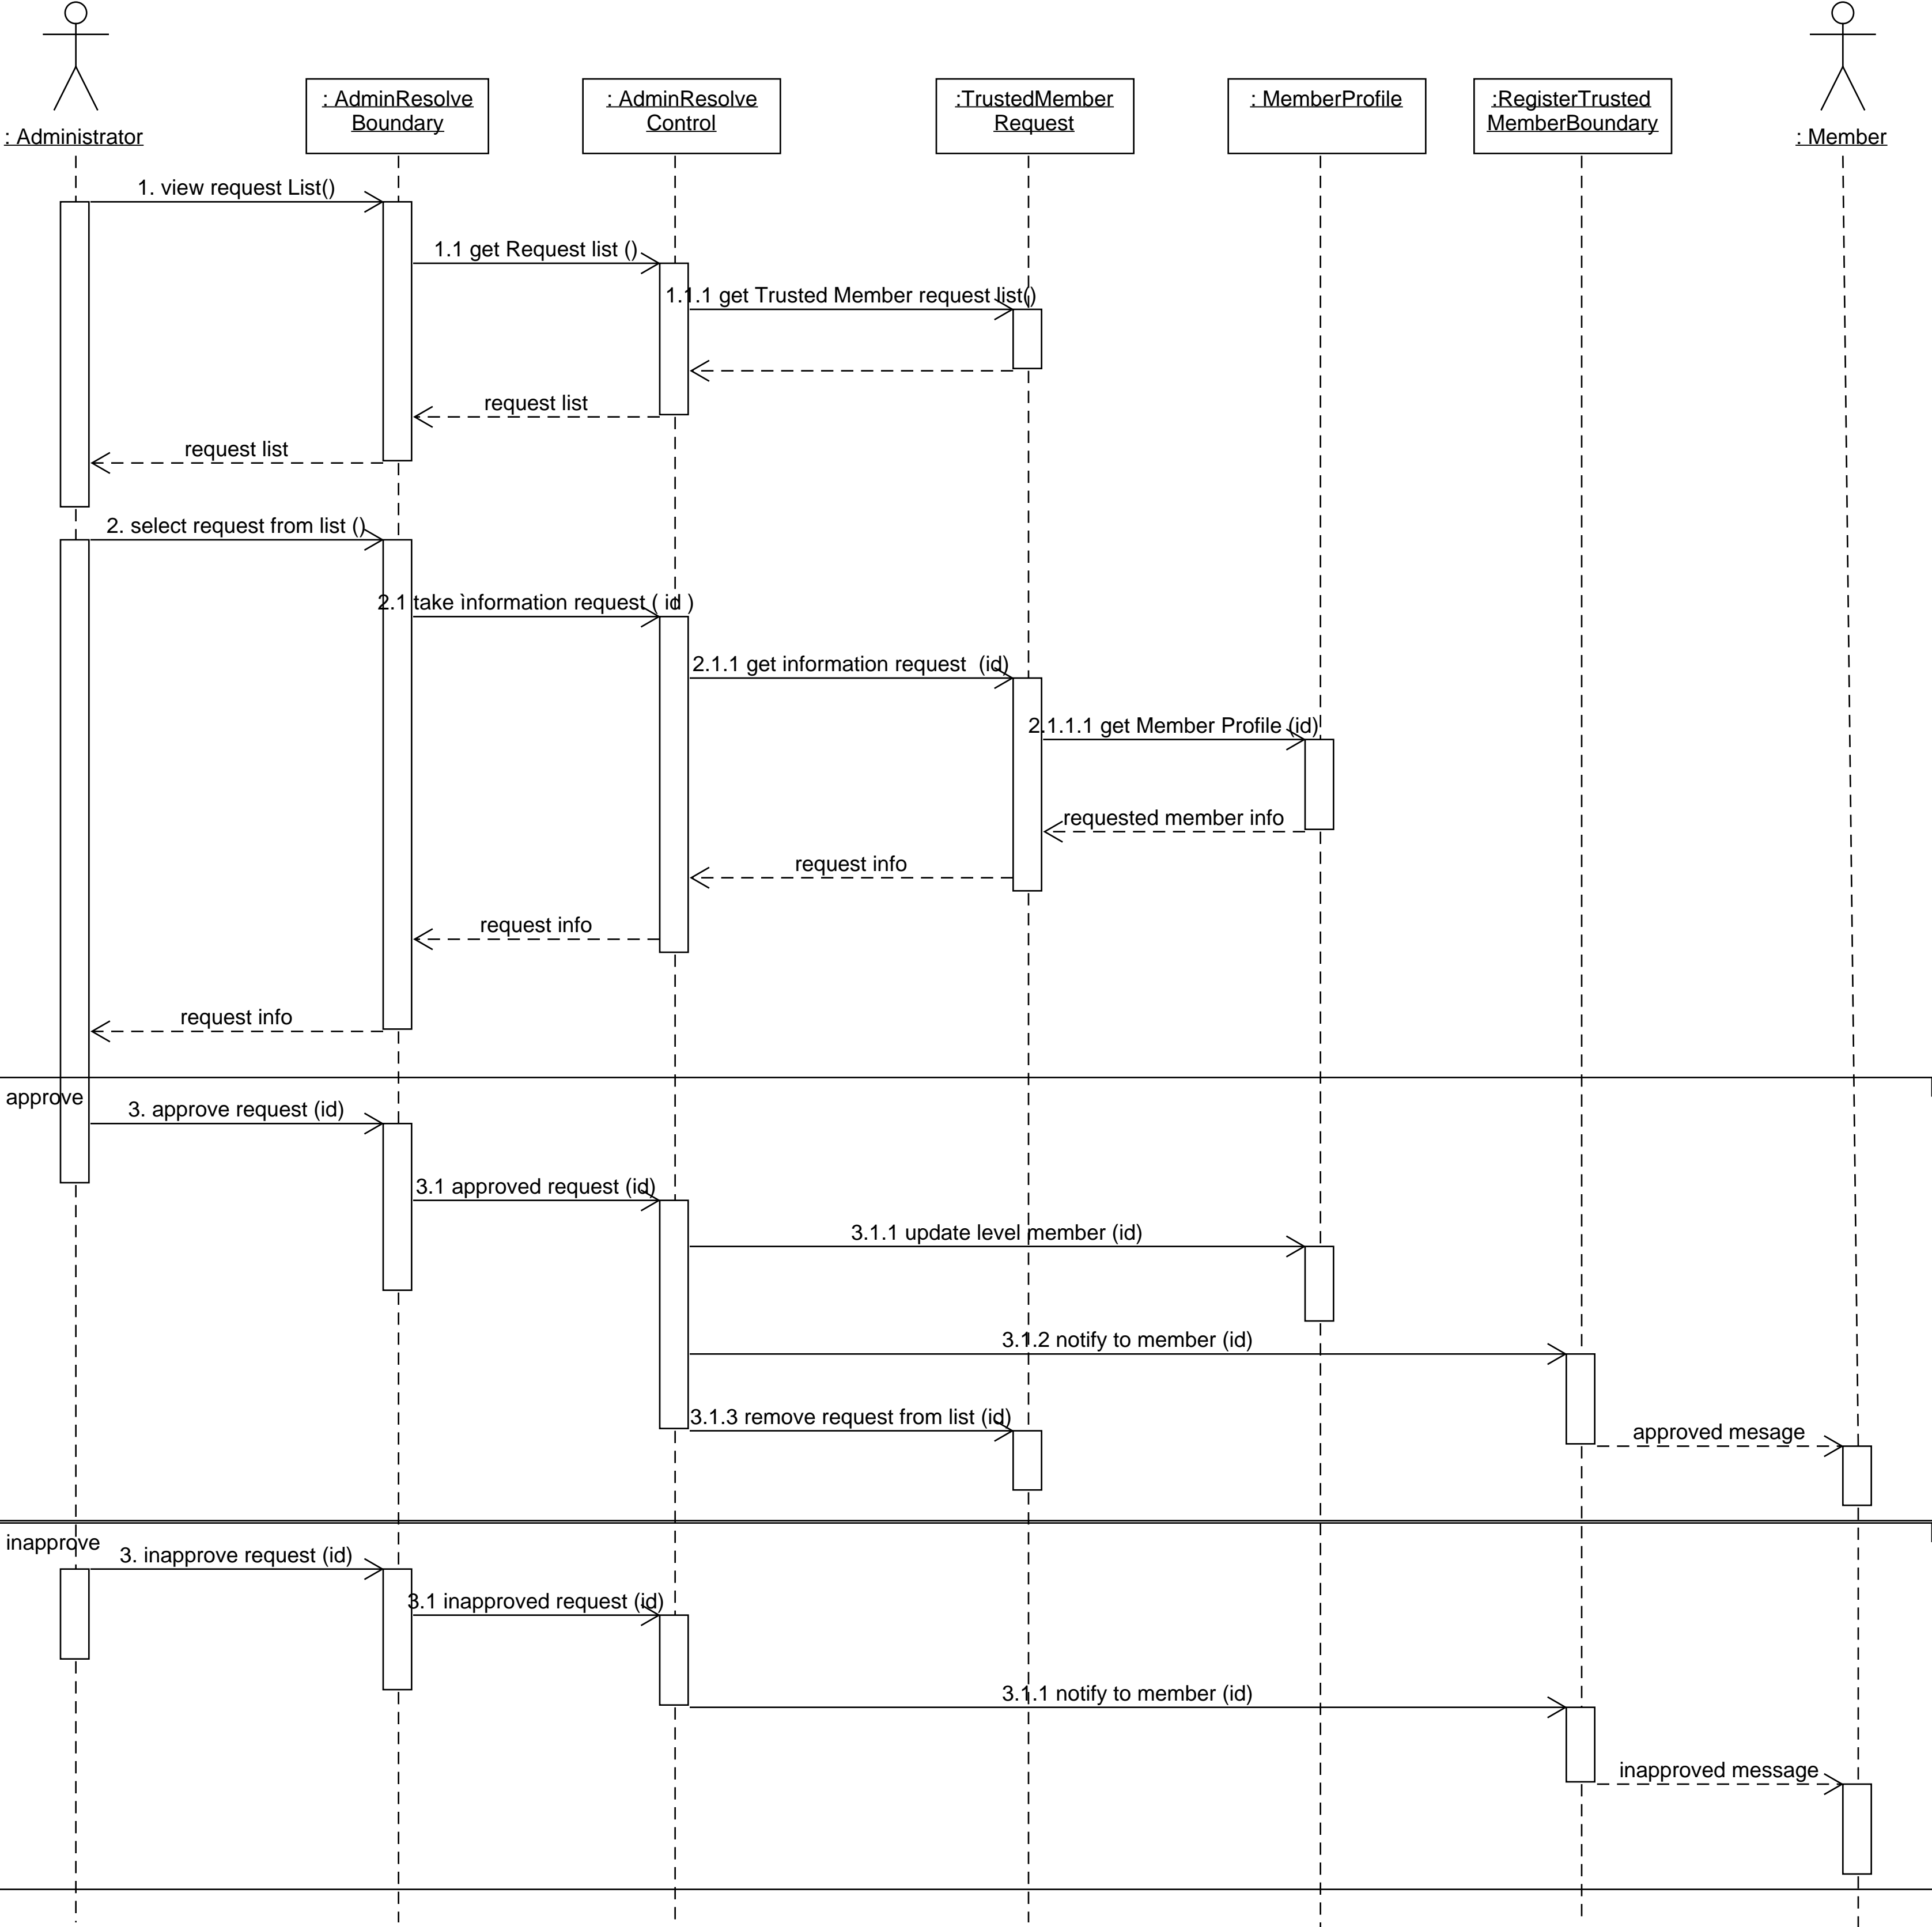 : Administrator
: AdminResolve
Boundary
: AdminResolve
Control
:TrustedMember
Request
: MemberProfile
:RegisterTrusted
MemberBoundary
: Member
1. view request List()
1.1 get Request list ()
1.1.1 get Trusted Member request list()
request list
request list
2. select request from list ()
2.1 take ìnformation request ( id )
2.1.1 get information request  (id)
2.1.1.1 get Member Profile (id)
requested member info
request info
request info
request info
approve
3. approve request (id)
3.1 approved request (id)
3.1.1 update level member (id)
3.1.2 notify to member (id)
3.1.3 remove request from list (id)
approved mesage
inapprove
3. inapprove request (id)
3.1 inapproved request (id)
3.1.1 notify to member (id)
inapproved message